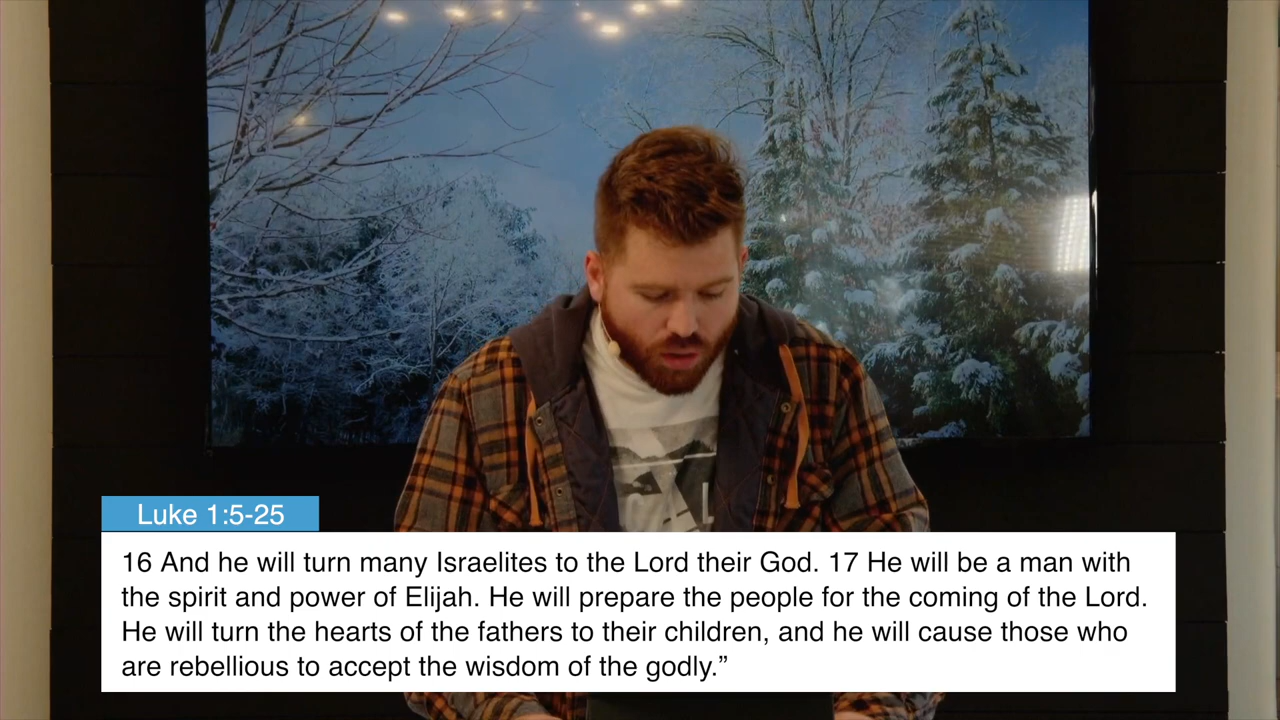 Luke 1:5-25
16 And he will turn many Israelites to the Lord their God. 17 He will be a man with
the spirit and power of Elijah. He will prepare the people for the coming of the Lord.
He will turn the hearts of the fathers to their children, and he will cause those who
are rebellious to accept the wisdom of the godly.”